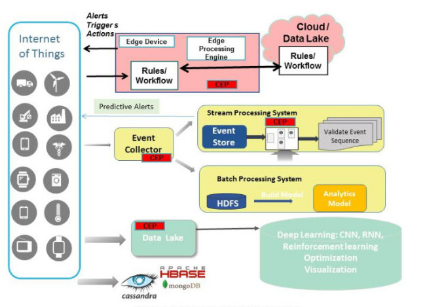 Alerts
Triggers
Actions
Internet
of Things
Edge Device
Edge
Processing
Engine
Rules/
Workflow
CEP
Cloud/
Data Lake
Rules/
Workflow
Predictive Alerts
Event
Collector
CEP
Stream Processing System
Event
Store
CEP
Validate Event
Sequence
Batch Processing System
HDFS
Build Model
Analytics
Model
CEP
Data Lake
Deep Learning: CNN, RNN,
Reinforcement learning
Optimization
Visualization
cassandra
APACHE
HBASE
mongoDB